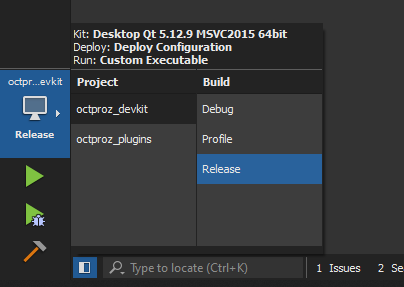 Kit: Desktop Qt 5.12.9 MSVC2015 64bit
Deploy: Deploy Configuration
Run: Custom Executable
Project Build
octpr...evkit
octproz_devkit Debug
Release
octproz_plugins Profile
Release
Type to locate (Ctrl+K)
1 Issues 2 Se